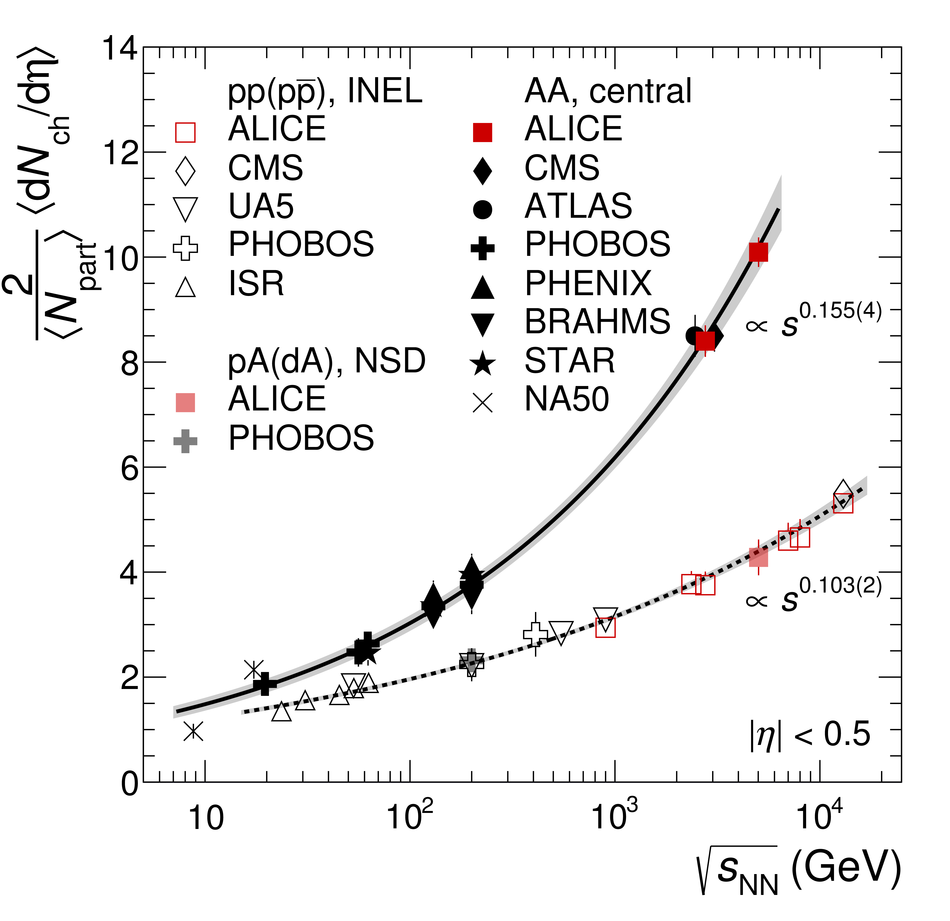 2/⟨N_part⟩ ⟨dN_ch/dη⟩
14
12
10
8
6
4
2
0
pp(pp̅), INEL
ALICE
CMS
UA5
PHOBOS
ISR
pA(dA), NSD
ALICE
PHOBOS
AA, central
ALICE
CMS
ATLAS
PHOBOS
PHENIX
BRAHMS
STAR
NA50
∝ s^0.155(4)
∝ s^0.103(2)
|η| < 0.5
10 10² 10³ 10⁴
√s_NN (GeV)